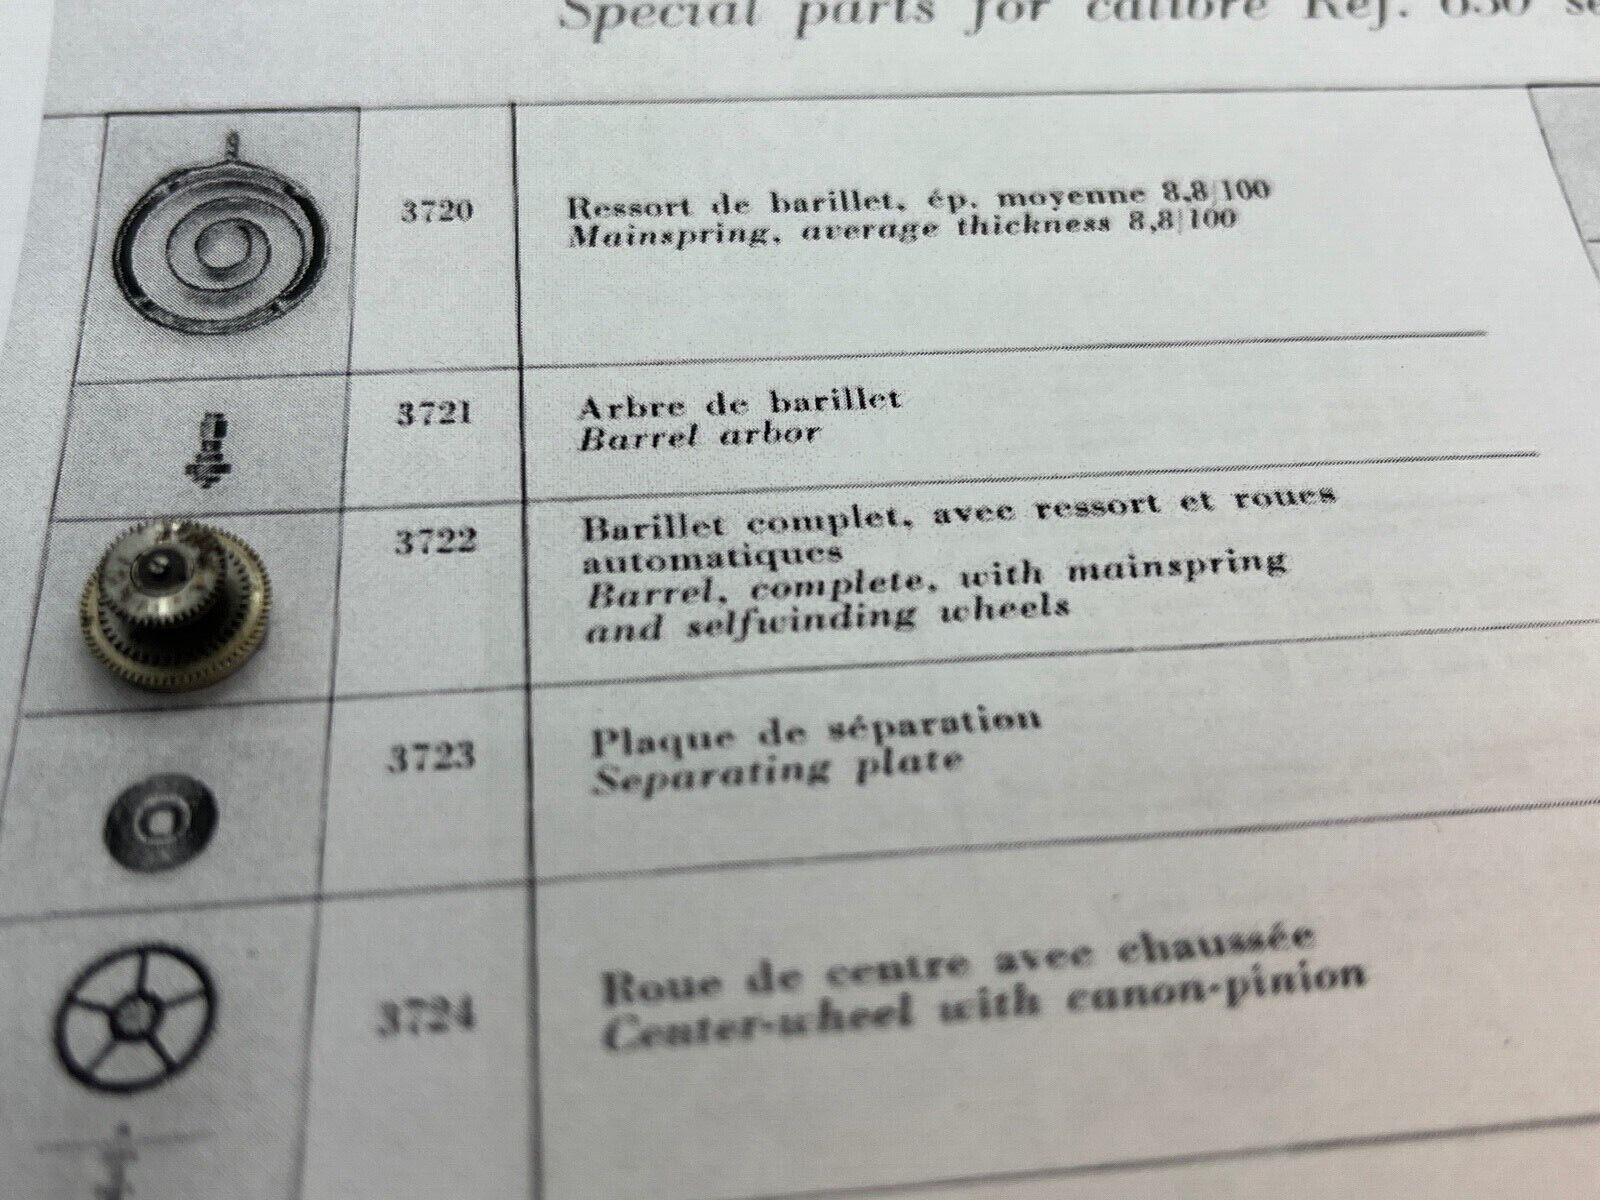 Special parts for calibre Ref. 650
3720
Ressort de barillet, ép. moyenne 8,8/100
Mainspring, average thickness 8,8/100
3721
Arbre de barillet
Barrel arbor
3722
Barillet complet, avec ressort et roues
automatiques
Barrel, complete, with mainspring
and selfwinding wheels
3723
Plaque de séparation
Separating plate
3724
Roue de centre avec chaussée
Center-wheel with canon-pinion